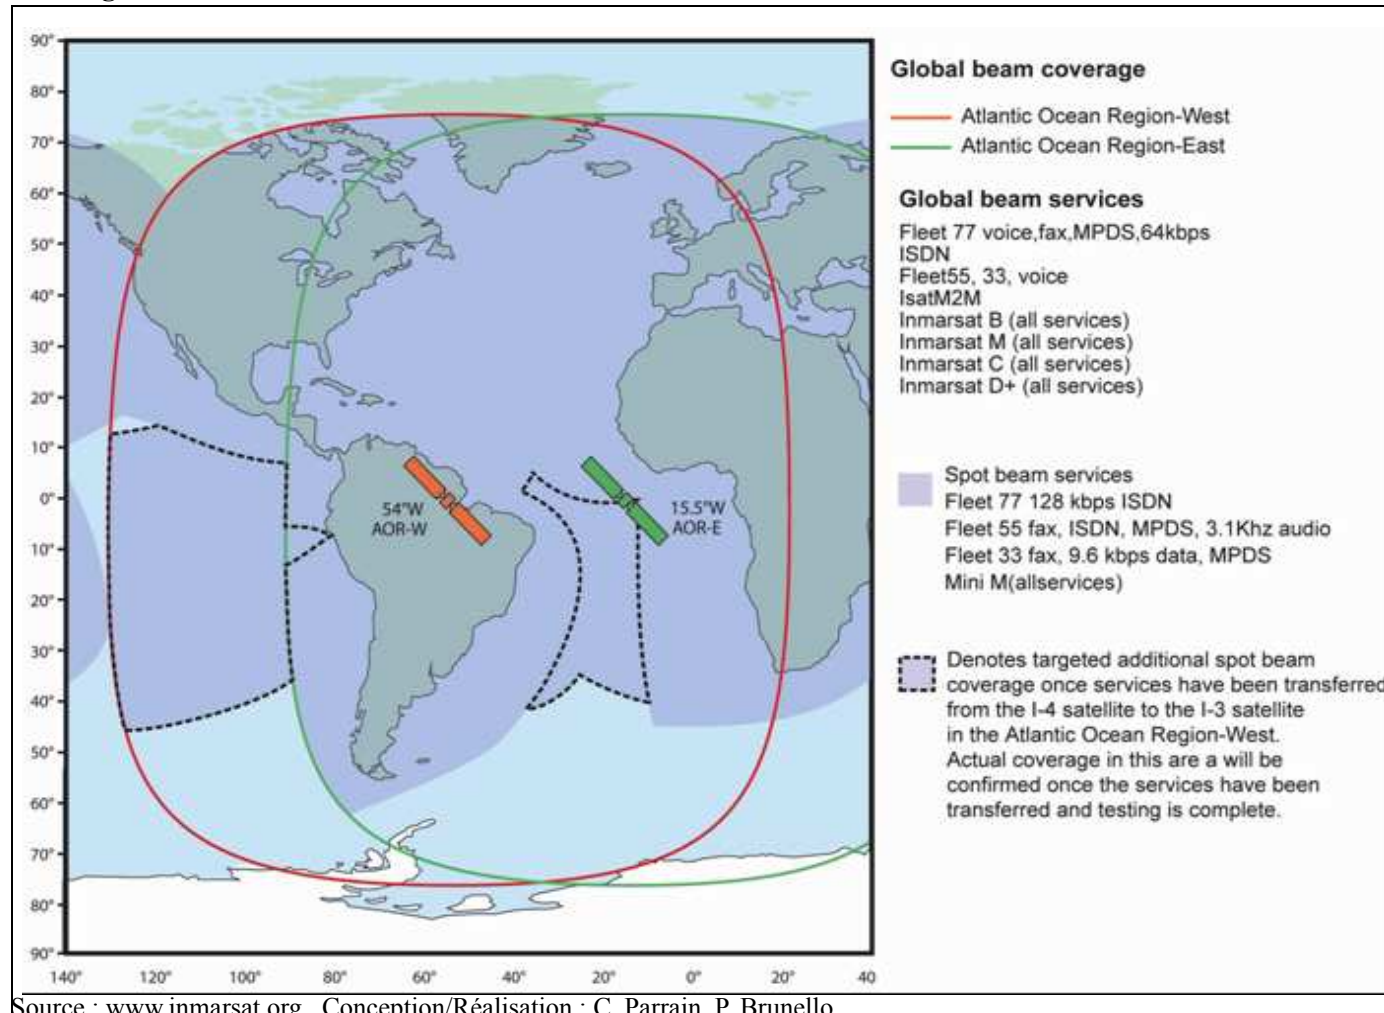 90°
80°
70°
60°
50°
40°
30°
20°
10°
0°
10°
20°
30°
40°
50°
60°
70°
80°
90°
140°
120°
100°
80°
60°
40°
20°
0°
20°
40
54°W
AOR-W
15.5°W
AOR-E
Global beam coverage
Atlantic Ocean Region-West
Atlantic Ocean Region-East
Global beam services
Fleet 77 voice,fax,MPDS,64kbps
ISDN
Fleet55, 33, voice
IsatM2M
Inmarsat B (all services)
Inmarsat M (all services)
Inmarsat C (all services)
Inmarsat D+ (all services)
Spot beam services
Fleet 77 128 kbps ISDN
Fleet 55 fax, ISDN, MPDS, 3.1Khz audio
Fleet 33 fax, 9.6 kbps data, MPDS
Mini M(allservices)
Denotes targeted additional spot beam
coverage once services have been transferred
from the I-4 satellite to the I-3 satellite
in the Atlantic Ocean Region-West.
Actual coverage in this are a will be
confirmed once the services have been
transferred and testing is complete.
Source : www.inmarsat.org Conception/Réalisation : C. Parrain, P. Brunello